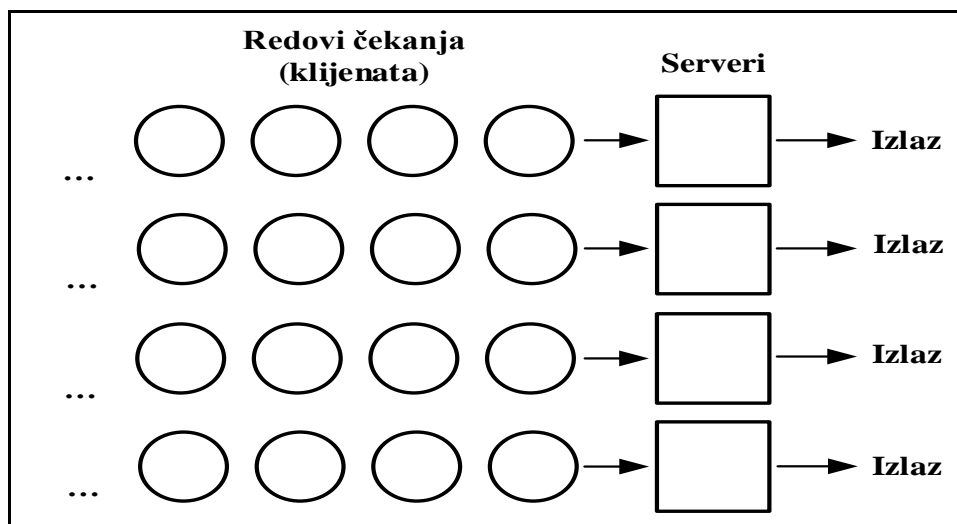 Redovi čekanja
(klijenata)
Serveri
... Izlaz
... Izlaz
... Izlaz
... Izlaz